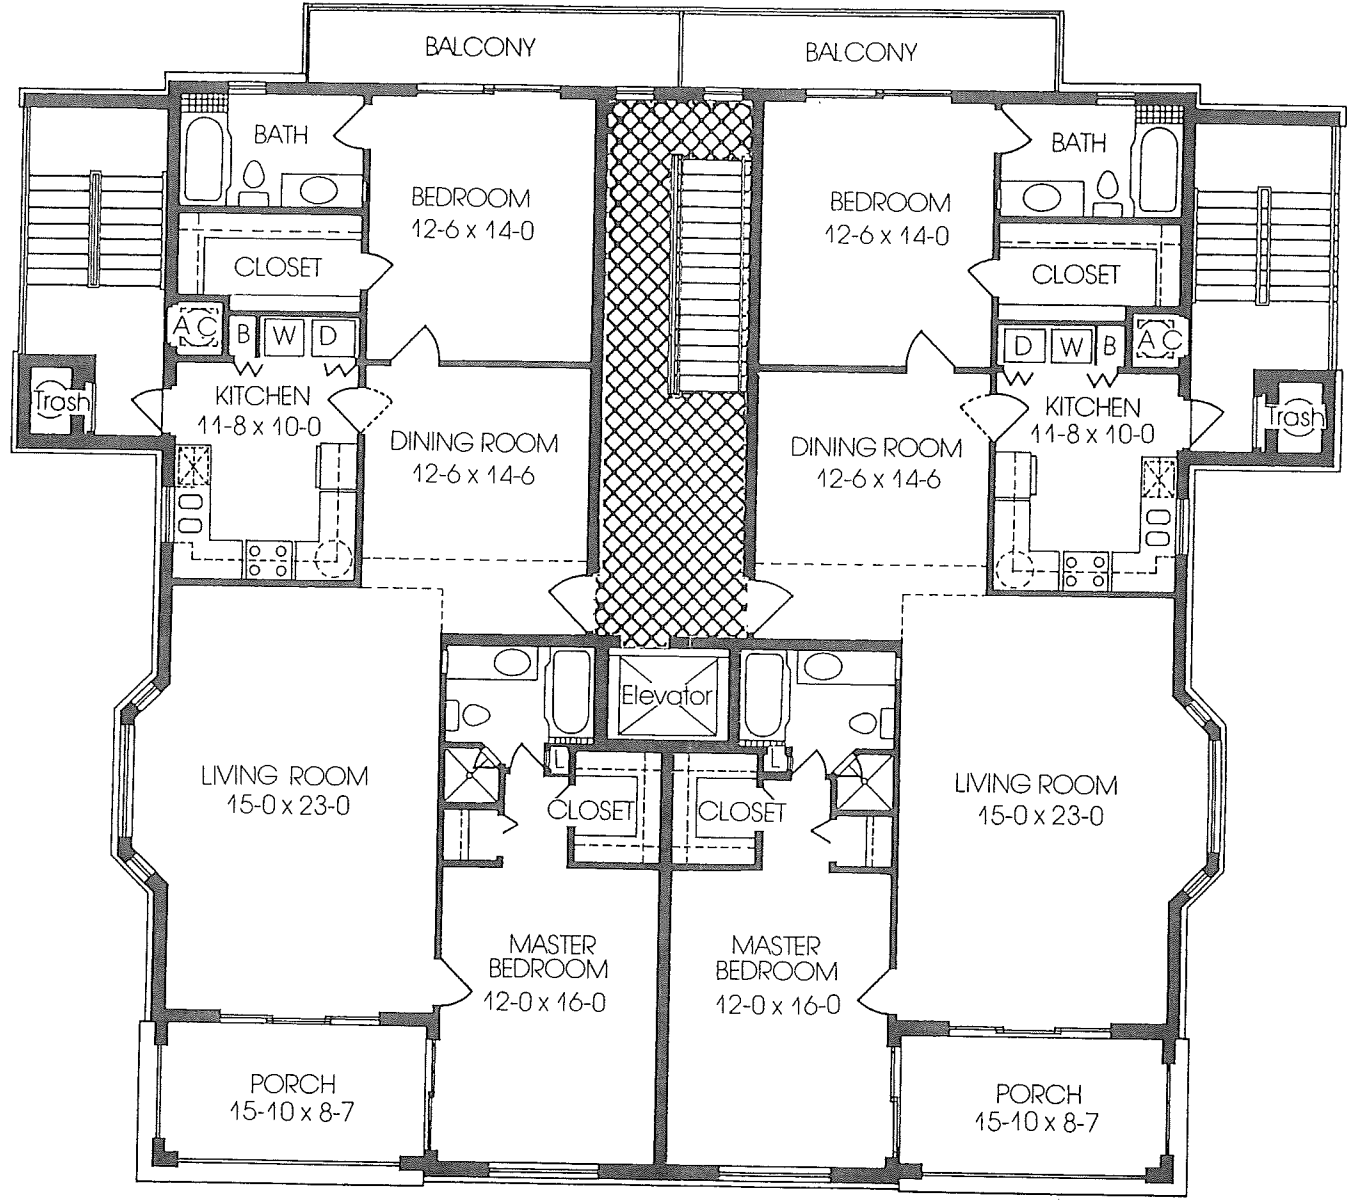 BALCONY
BALCONY
BATH
BATH
BEDROOM
12-6 x 14-0
BEDROOM
12-6 x 14-0
CLOSET
CLOSET
A C
B
W
D
D
W
B
A C
Trash
KITCHEN
11-8 x 10-0
KITCHEN
11-8 x 10-0
Trash
DINING ROOM
12-6 x 14-6
DINING ROOM
12-6 x 14-6
Elevator
L
L
LIVING ROOM
15-0 x 23-0
CLOSET
CLOSET
LIVING ROOM
15-0 x 23-0
MASTER
BEDROOM
12-0 x 16-0
MASTER
BEDROOM
12-0 x 16-0
PORCH
15-10 x 8-7
PORCH
15-10 x 8-7